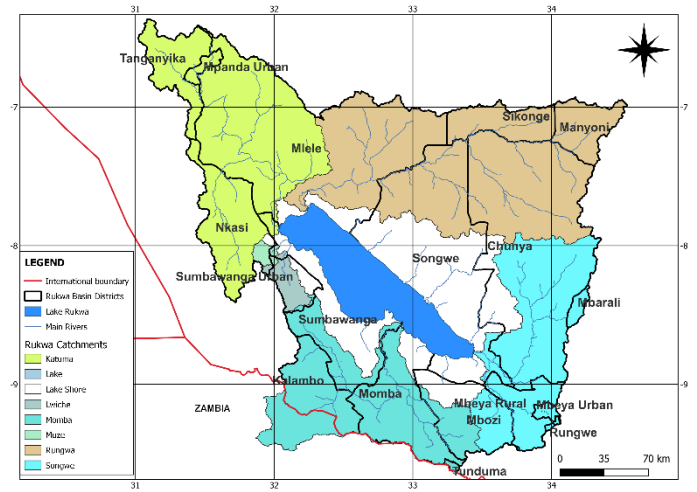 31 32 33 34
Tanganyika
Mpanda Urban
-7 -7
Sikonge
Manyoni
Mlele
Nkasi
-8 -8
Songwe
Chunya
LEGEND
International boundary
Rukwa Basin Districts
Lake Rukwa
Main Rivers
Rukwa Catchments
Katuma
Lake
Lake Shore
Lwiche
Momba
Muze
Rungwa
Songwe
Sumbawanga Urban
Mbarali
Sumbawanga
-9
Kalambo
Momba
ZAMBIA
Mbeya Rural
Mbeya Urban
Mbozi
Rungwe
Tunduma
0 35 70 km
31 32 33 34